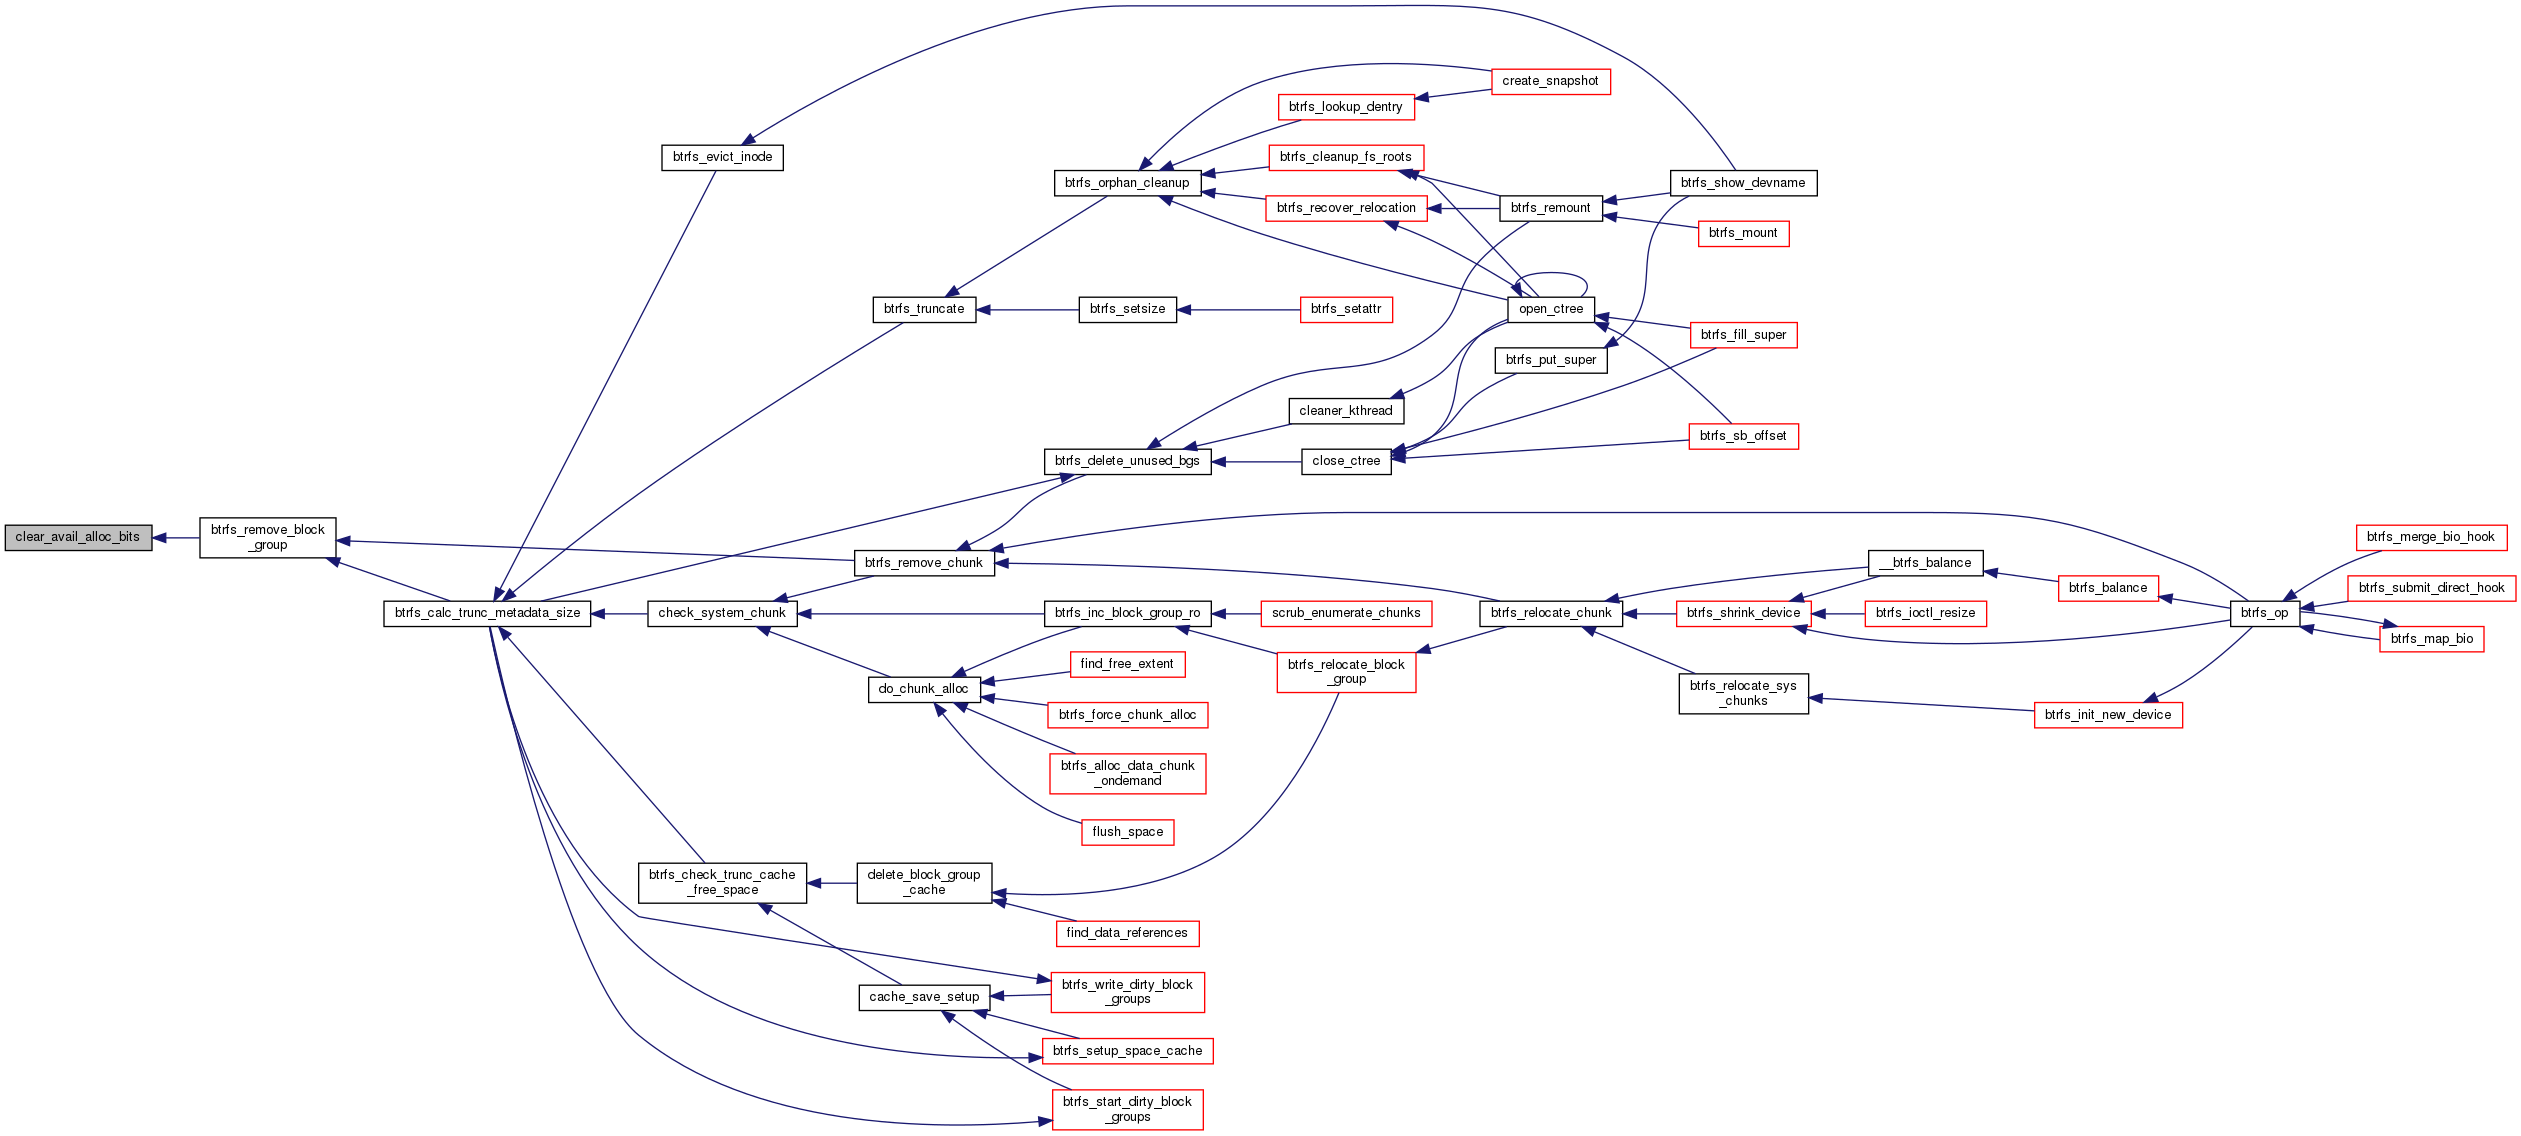 create_snapshot
btrfs_lookup_dentry
btrfs_evict_inode
btrfs_cleanup_fs_roots
btrfs_orphan_cleanup
btrfs_show_devname
btrfs_recover_relocation
btrfs_remount
btrfs_mount
btrfs_truncate
btrfs_setsize
btrfs_setattr
open_ctree
btrfs_fill_super
btrfs_put_super
cleaner_kthread
btrfs_sb_offset
btrfs_delete_unused_bgs
close_ctree
clear_avail_alloc_bits
btrfs_remove_block
_group
btrfs_merge_bio_hook
btrfs_remove_chunk
__btrfs_balance
btrfs_balance
btrfs_submit_direct_hook
btrfs_calc_trunc_metadata_size
check_system_chunk
btrfs_inc_block_group_ro
scrub_enumerate_chunks
btrfs_relocate_chunk
btrfs_shrink_device
btrfs_ioctl_resize
btrfs_op
btrfs_map_bio
find_free_extent
btrfs_relocate_block
_group
do_chunk_alloc
btrfs_relocate_sys
_chunks
btrfs_force_chunk_alloc
btrfs_init_new_device
btrfs_alloc_data_chunk
_ondemand
flush_space
btrfs_check_trunc_cache
_free_space
delete_block_group
_cache
find_data_references
btrfs_write_dirty_block
_groups
cache_save_setup
btrfs_setup_space_cache
btrfs_start_dirty_block
_groups